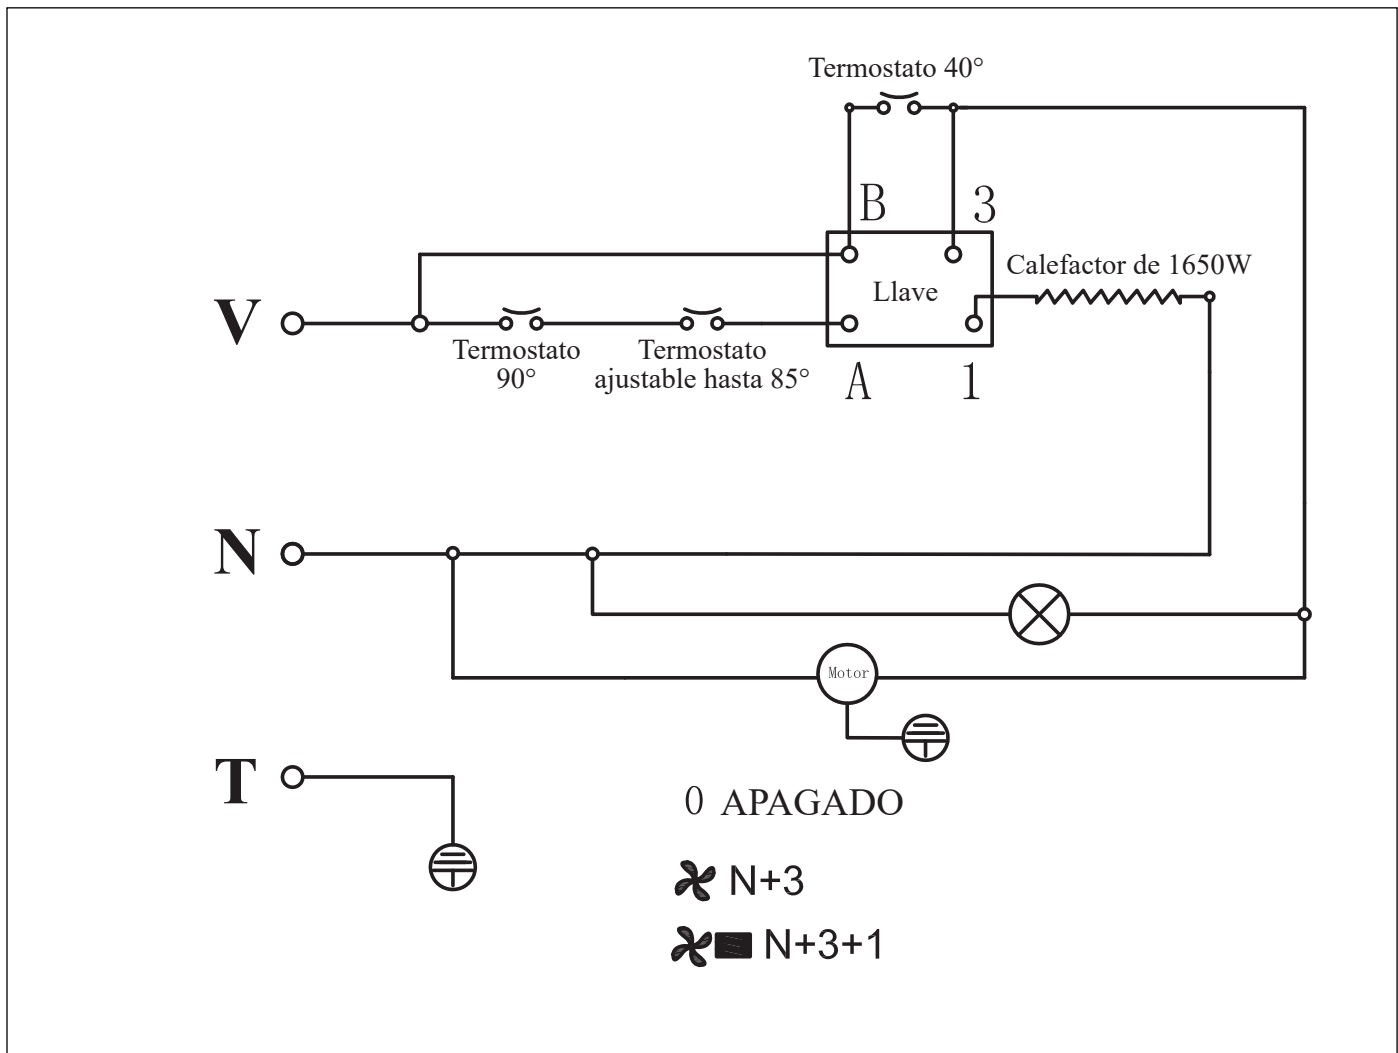 Termostato 40°
B
3
Calefactor de 1650W
Llave
V
Termostato
90°
Termostato
ajustable hasta 85°
A
1
N
Motor
T
0 APAGADO
N+3
N+3+1